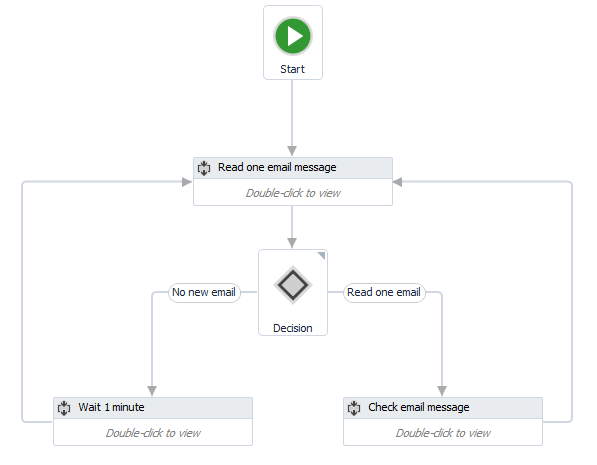 Start
Read one email message
Double-click to view
No new email
Read one email
Decision
Wait 1 minute
Double-click to view
Check email message
Double-click to view